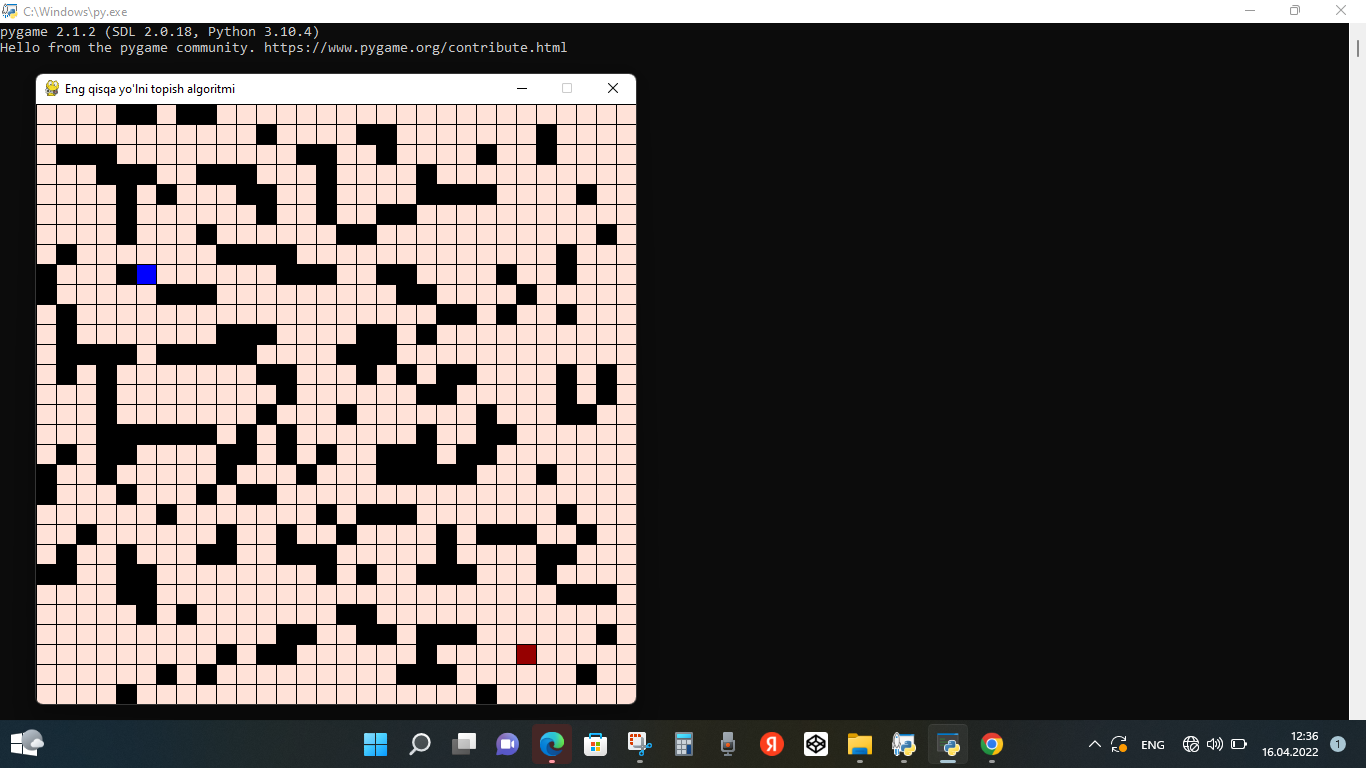 C:\Windows\py.exe
pygame 2.1.2 (SDL 2.0.18, Python 3.10.4)
Hello from the pygame community. https://www.pygame.org/contribute.html
Eng qisqa yo'lni topish algoritmi
Я
ENG
12:36
16.04.2022
1